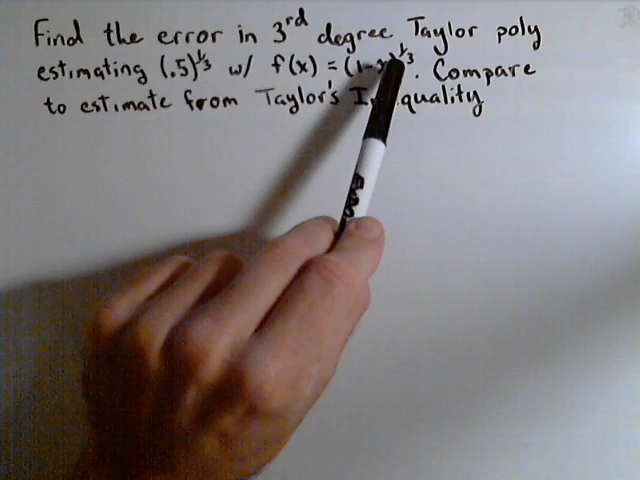 Find the error in 3rd degree Taylor poly
estimating (.5)^1/3 w/ f(x) = (1-x)^1/3. Compare
to estimate from Taylor's Inequality
EXPO